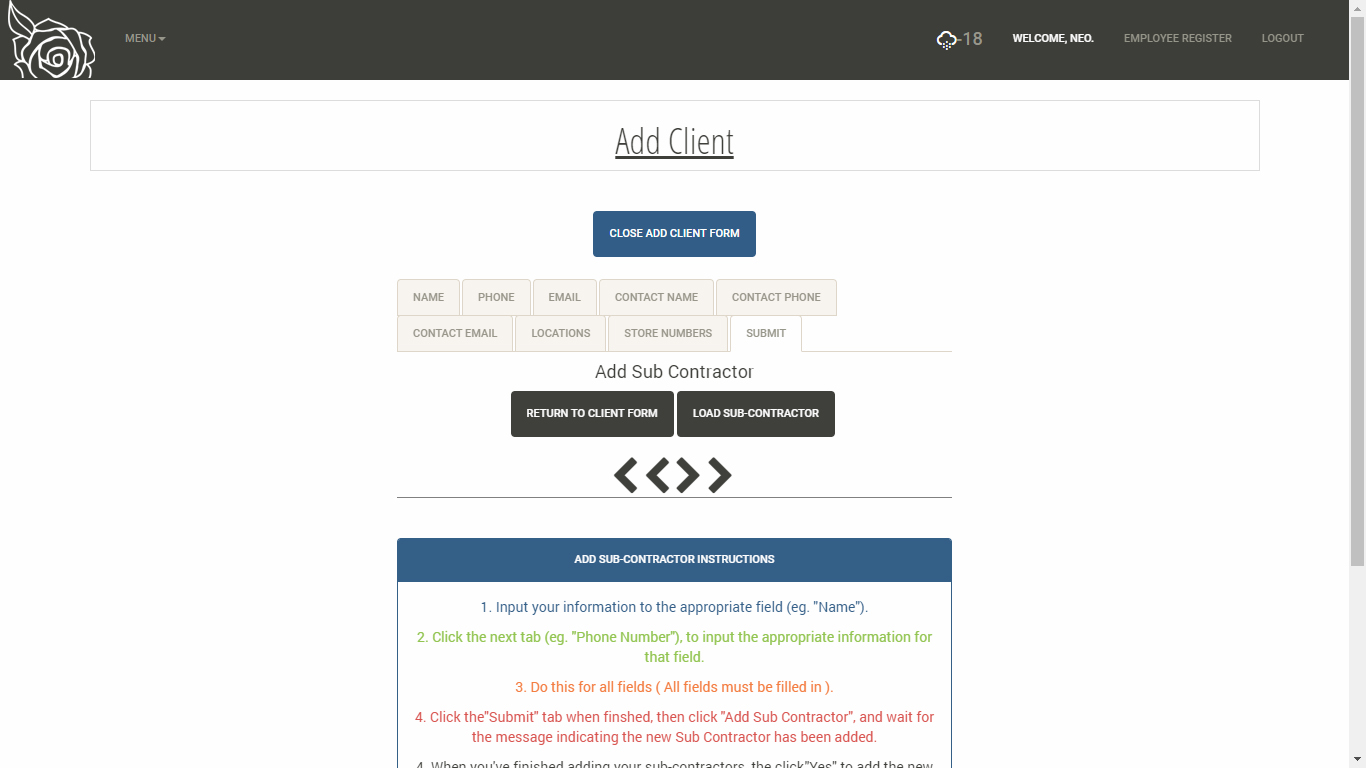 MENU
-18
WELCOME, NEO.
EMPLOYEE REGISTER
LOGOUT
Add Client
CLOSE ADD CLIENT FORM
NAME
PHONE
EMAIL
CONTACT NAME
CONTACT PHONE
CONTACT EMAIL
LOCATIONS
STORE NUMBERS
SUBMIT
Add Sub Contractor
RETURN TO CLIENT FORM
LOAD SUB-CONTRACTOR
ADD SUB-CONTRACTOR INSTRUCTIONS
1. Input your information to the appropriate field (eg. "Name").
2. Click the next tab (eg. "Phone Number"), to input the appropriate information for
that field.
3. Do this for all fields ( All fields must be filled in ).
4. Click the"Submit" tab when finshed, then click "Add Sub Contractor", and wait for
the message indicating the new Sub Contractor has been added.
4. When you've finished adding your sub-contractors, the click"Yes" to add the new